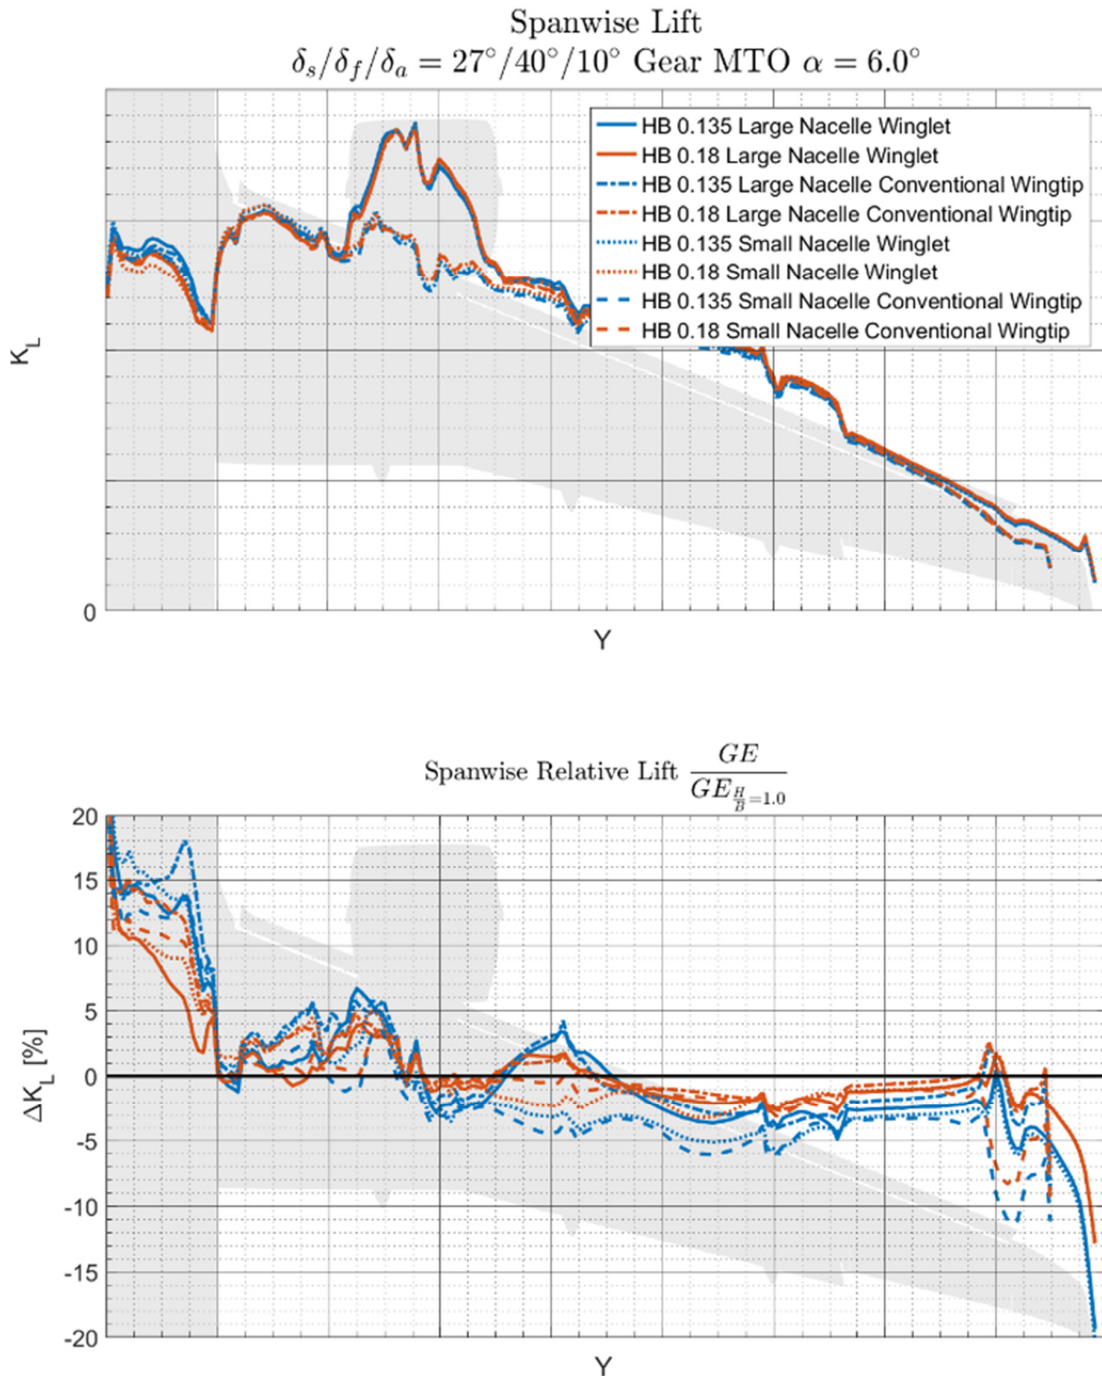 Spanwise Lift
δs/δf/δa = 27°/40°/10° Gear MTO α = 6.0°
HB 0.135 Large Nacelle Winglet
HB 0.18 Large Nacelle Winglet
HB 0.135 Large Nacelle Conventional Wingtip
HB 0.18 Large Nacelle Conventional Wingtip
HB 0.135 Small Nacelle Winglet
HB 0.18 Small Nacelle Winglet
HB 0.135 Small Nacelle Conventional Wingtip
HB 0.18 Small Nacelle Conventional Wingtip
KL
0
Y
Spanwise Relative Lift GE / GE H/B=1.0
20
15
10
5
0
-5
-10
-15
-20
ΔKL [%]
Y